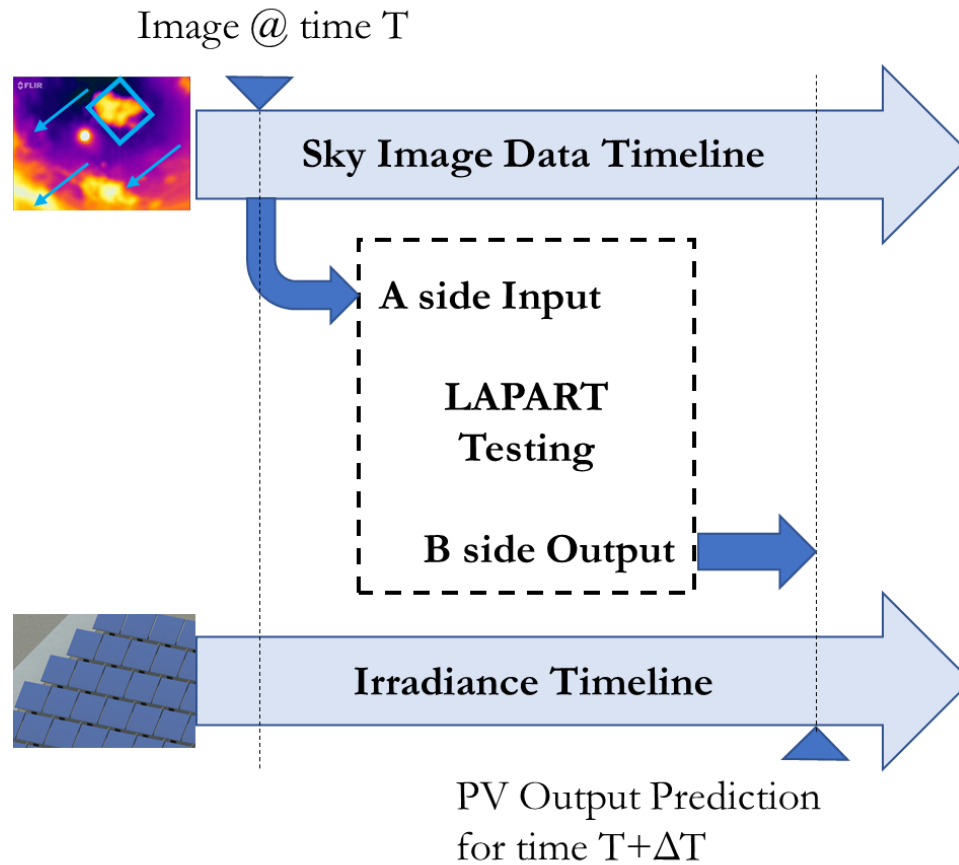 Image @ time T
FLIR
Sky Image Data Timeline
A side Input
LAPART
Testing
B side Output
Irradiance Timeline
PV Output Prediction
for time T+ΔT